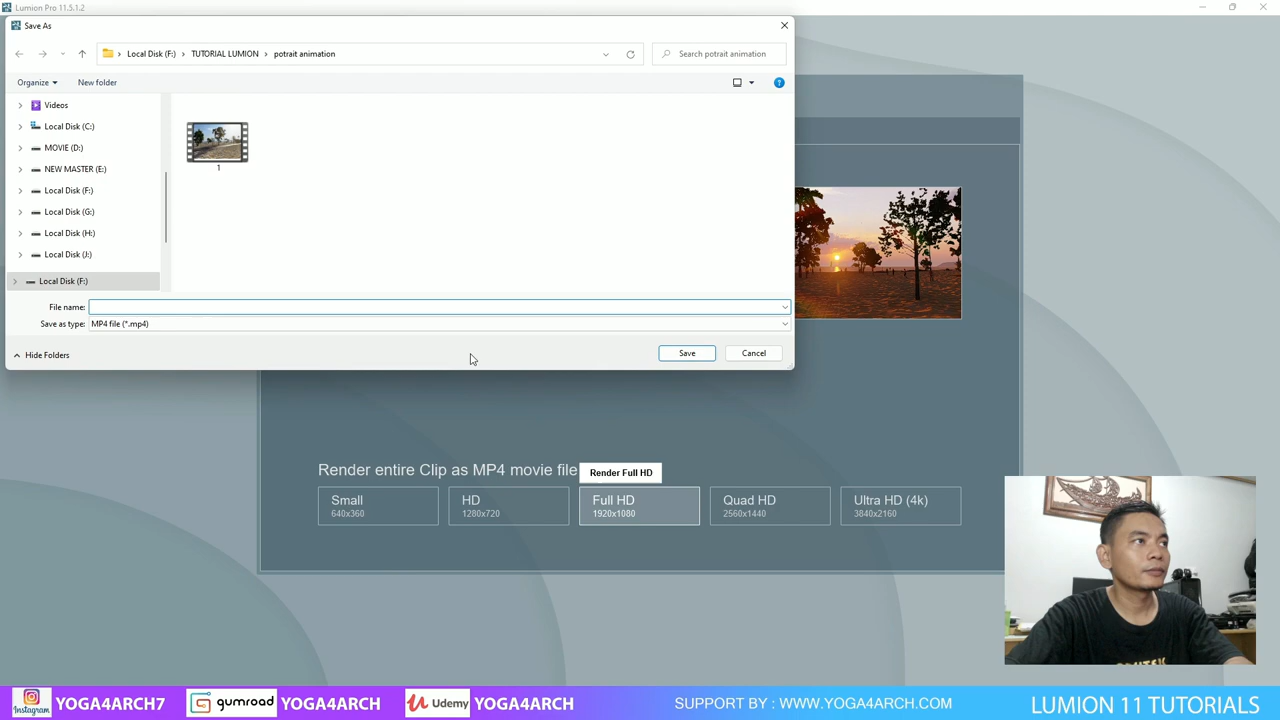 Lumion Pro 11.5.1.2
Save As
Local Disk (F:) > TUTORIAL LUMION > potrait animation
Search potrait animation
Organize
New folder
Videos
Local Disk (C:)
MOVIE (D:)
NEW MASTER (E:)
Local Disk (F:)
Local Disk (G:)
Local Disk (H:)
Local Disk (J:)
Local Disk (F:)
1
File name:
Save as type: MP4 file (*.mp4)
Hide Folders
Save
Cancel
Render entire Clip as MP4 movie file
Render Full HD
Small
640x360
HD
1280x720
Full HD
1920x1080
Quad HD
2560x1440
Ultra HD (4k)
3840x2160
Instagram YOGA4ARCH7
gumroad YOGA4ARCH
Udemy YOGA4ARCH
SUPPORT BY : WWW.YOGA4ARCH.COM
LUMION 11 TUTORIALS